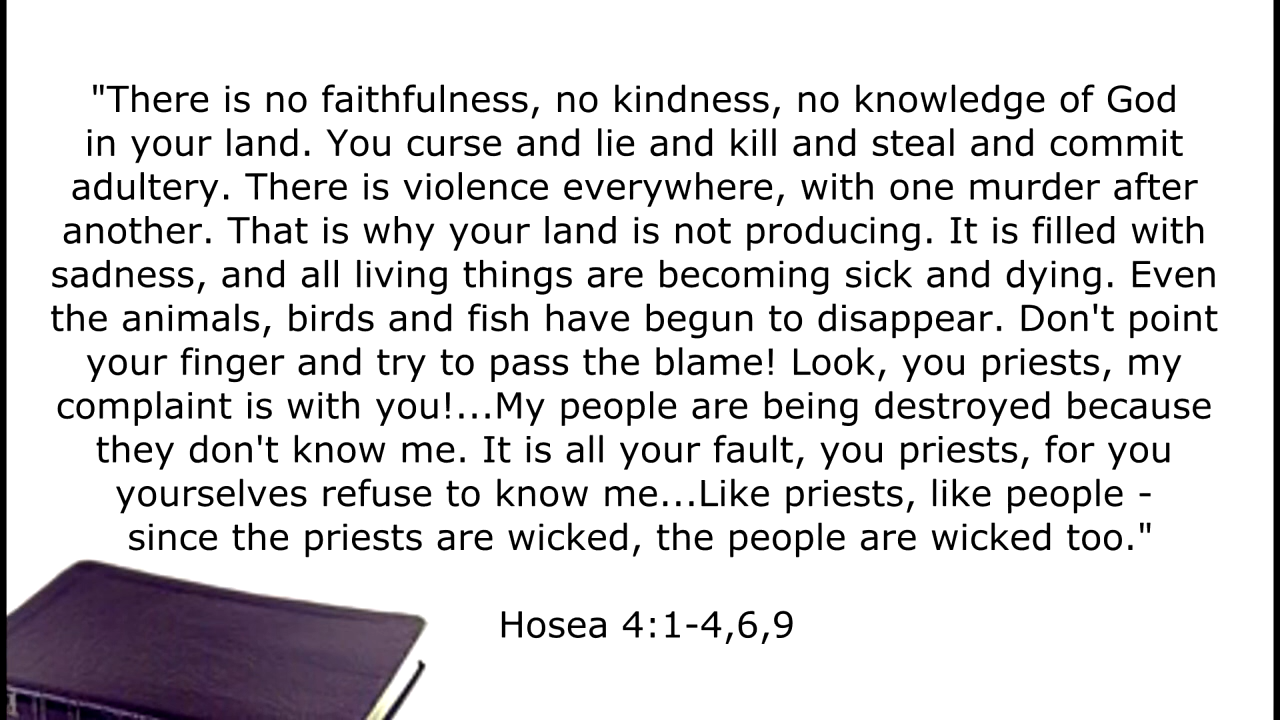 "There is no faithfulness, no kindness, no knowledge of God
in your land. You curse and lie and kill and steal and commit
adultery. There is violence everywhere, with one murder after
another. That is why your land is not producing. It is filled with
sadness, and all living things are becoming sick and dying. Even
the animals, birds and fish have begun to disappear. Don't point
your finger and try to pass the blame! Look, you priests, my
complaint is with you!...My people are being destroyed because
they don't know me. It is all your fault, you priests, for you
yourselves refuse to know me...Like priests, like people -
since the priests are wicked, the people are wicked too."
Hosea 4:1-4,6,9